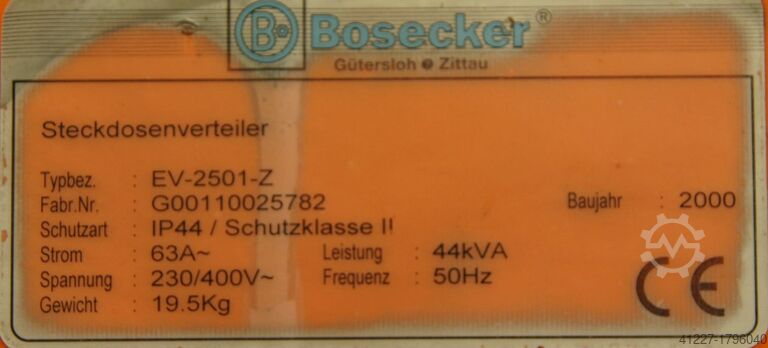 B Bosecker®
Gütersloh Zittau
Steckdosenverteiler
Typbez. : EV-2501-Z
Fabr.Nr. : G00110025782 Baujahr : 2000
Schutzart : IP44 / Schutzklasse II
Strom : 63A~ Leistung : 44kVA
Spannung : 230/400V~ Frequenz : 50Hz
Gewicht : 19.5Kg
CE
41227-1796040